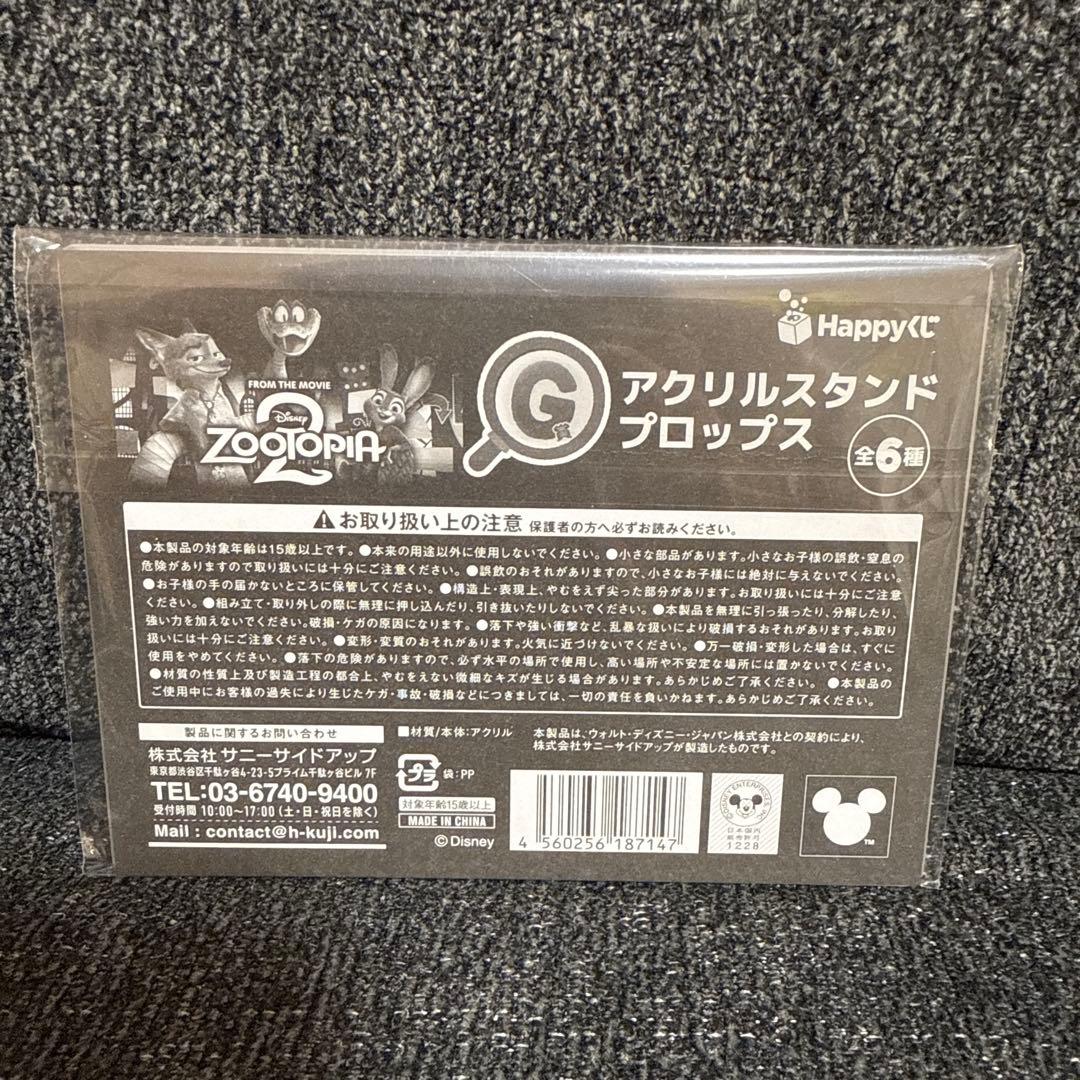 Happyくじ
FROM THE MOVIE
Disney
ZOOTOPIA
2
G賞
アクリルスタンド
プロップス
全6種
⚠お取り扱い上の注意 保護者の方へ必ずお読みください。
●本製品の対象年齢は15歳以上です。 ●本来の用途以外に使用しないでください。 ●小さな部品があります。小さなお子様の誤飲・窒息の
危険がありますので取り扱いには十分にご注意ください。 ●誤飲のおそれがありますので、小さなお子様には絶対に与えないでください。
●お子様の手の届かないところに保管してください。 ●構造上・表現上、やむをえず尖った部分があります。お取り扱いには十分にご注意
ください。 ●組み立て・取り外しの際に無理に押し込んだり、引き抜いたりしないでください。 ●本製品を無理に引っ張ったり、分解したり、
強い力を加えないでください。破損・ケガの原因になります。 ●落下や強い衝撃など、乱暴な扱いにより破損するおそれがあります。お取り
扱いには十分にご注意ください。 ●変形・変質のおそれがあります。火気に近づけないでください。 ●万一破損・変形した場合は、すぐに
使用をやめてください。 ●落下の危険がありますので、必ず水平の場所で使用し、高い場所や不安定な場所には置かないでください。
●材質の性質上及び製造工程の都合上、やむをえない微細なキズが生じる場合があります。あらかじめご了承ください。 ●本製品の
ご使用中にお客様の過失により生じたケガ・事故・破損などにつきましては、一切の責任を負いかねます。あらかじめご了承ください。
製品に関するお問い合わせ
株式会社 サニーサイドアップ
東京都渋谷区千駄ヶ谷4-23-5プライム千駄ヶ谷ビル 7F
TEL:03-6740-9400
受付時間 10:00〜17:00 (土・日・祝日を除く)
Mail : contact@h-kuji.com
■材質/本体:アクリル
プラ 袋:PP
対象年齢15歳以上
MADE IN CHINA
©Disney
本製品は、ウォルト・ディズニー・ジャパン株式会社との契約により、
株式会社サニーサイドアップが製造したものです。
4 560256 187147
©DISNEY ENTERPRISES, INC.
日本国内
販売許可
1228
TM